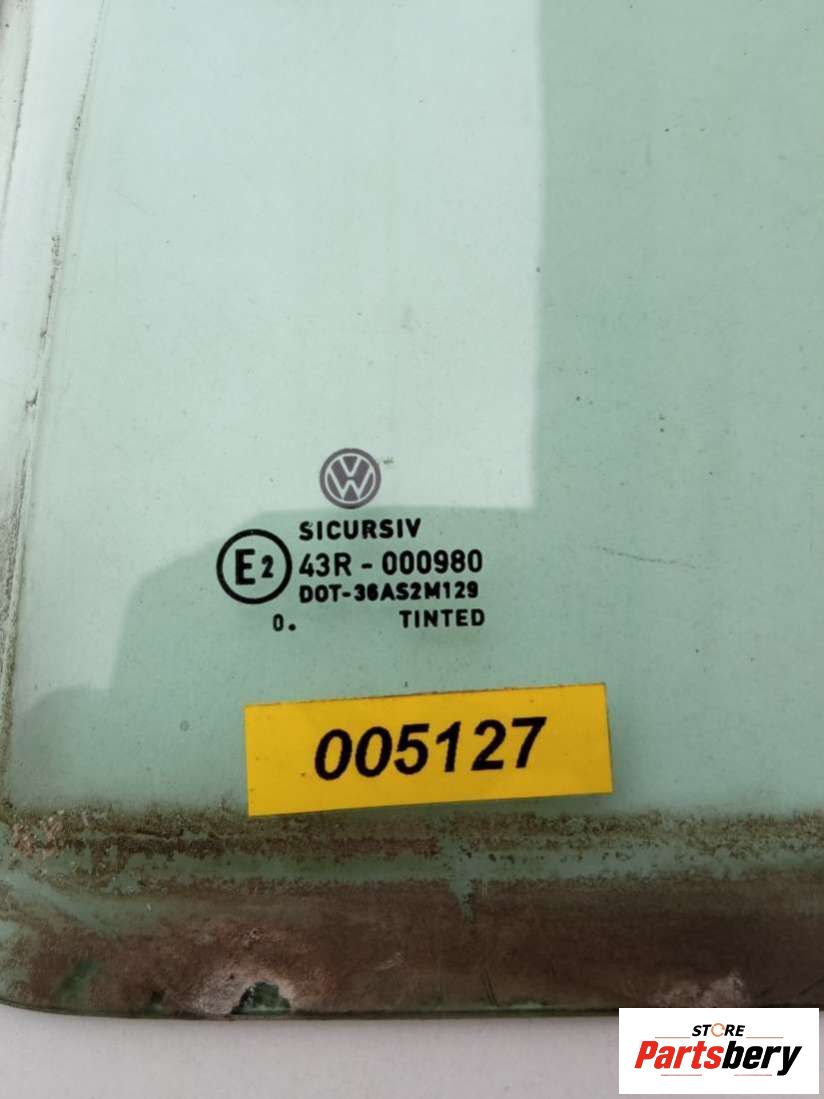 SICURSIV
E2 43R - 000980
DOT-36AS2M129
0. TINTED
005127
STORE
Partsbery